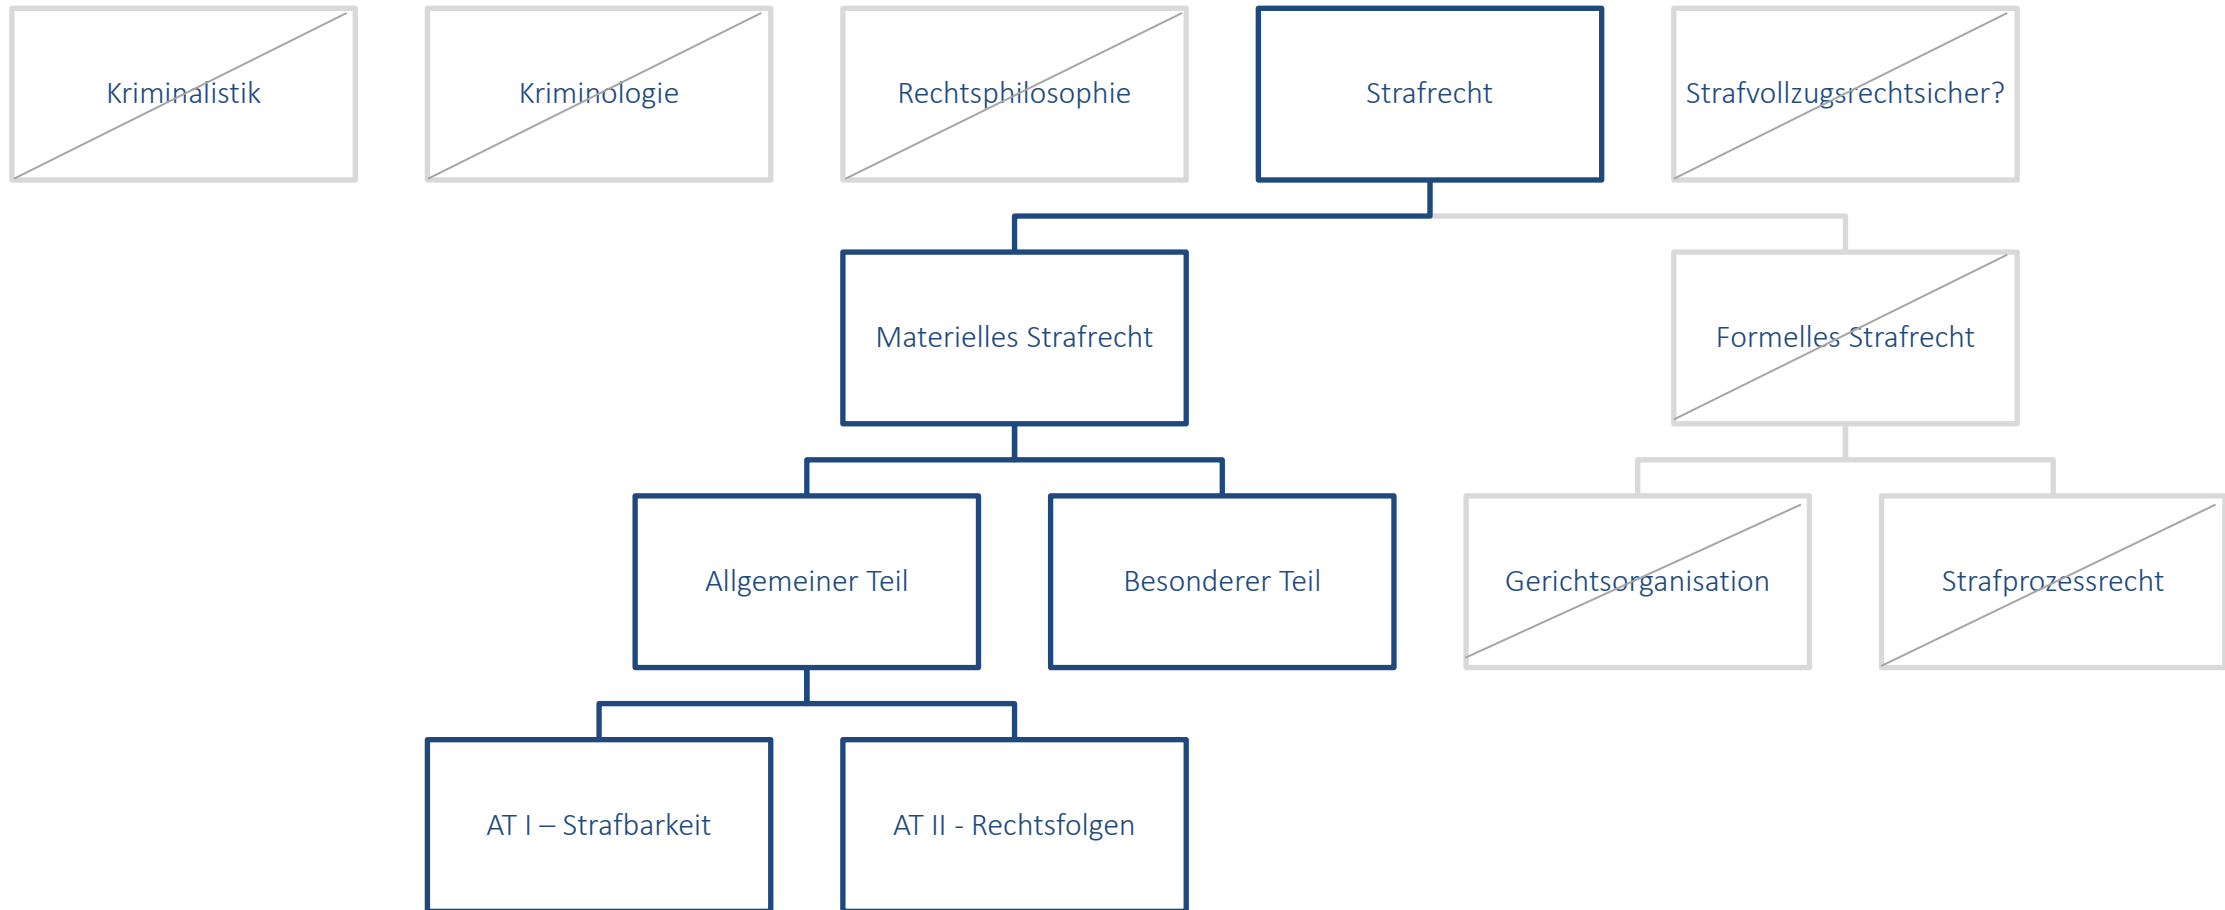 Kriminalistik
Kriminologie
Rechtsphilosophie
Strafrecht
Strafvollzugsrechtsicher?
Materielles Strafrecht
Formelles Strafrecht
Allgemeiner Teil
Besonderer Teil
Gerichtsorganisation
Strafprozessrecht
AT I – Strafbarkeit
AT II - Rechtsfolgen